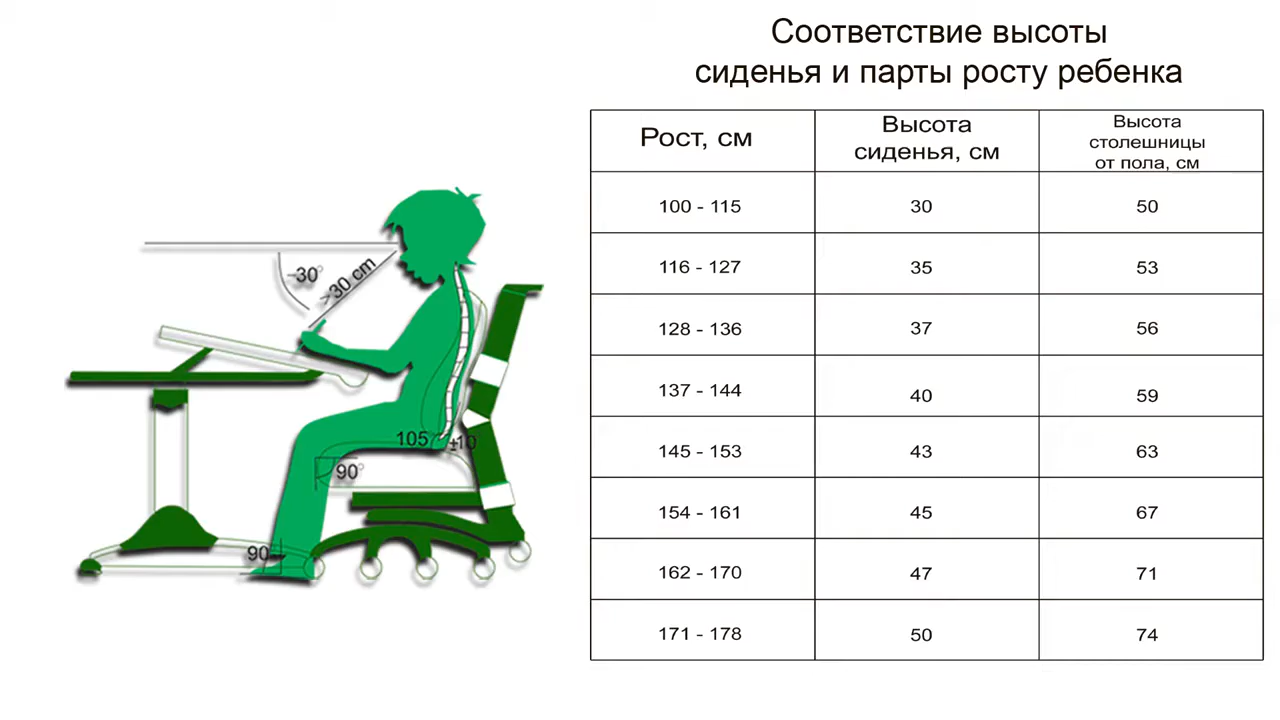 Соответствие высоты
сиденья и парты росту ребенка
Рост, см
Высота
сиденья, см
Высота
столешницы
от пола, см
100 - 115 30 50
116 - 127 35 53
128 - 136 37 56
137 - 144 40 59
145 - 153 43 63
154 - 161 45 67
162 - 170 47 71
171 - 178 50 74
~30°
>30 cm
105
±10
90°
90